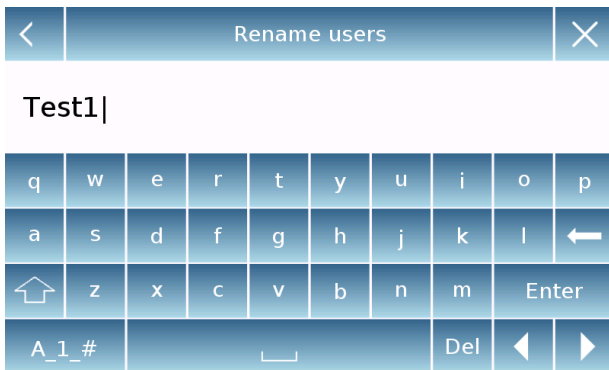 Rename users
Test1
q w e r t y u i o p
a s d f g h j k l
z x c v b n m Enter
A_1_# Del